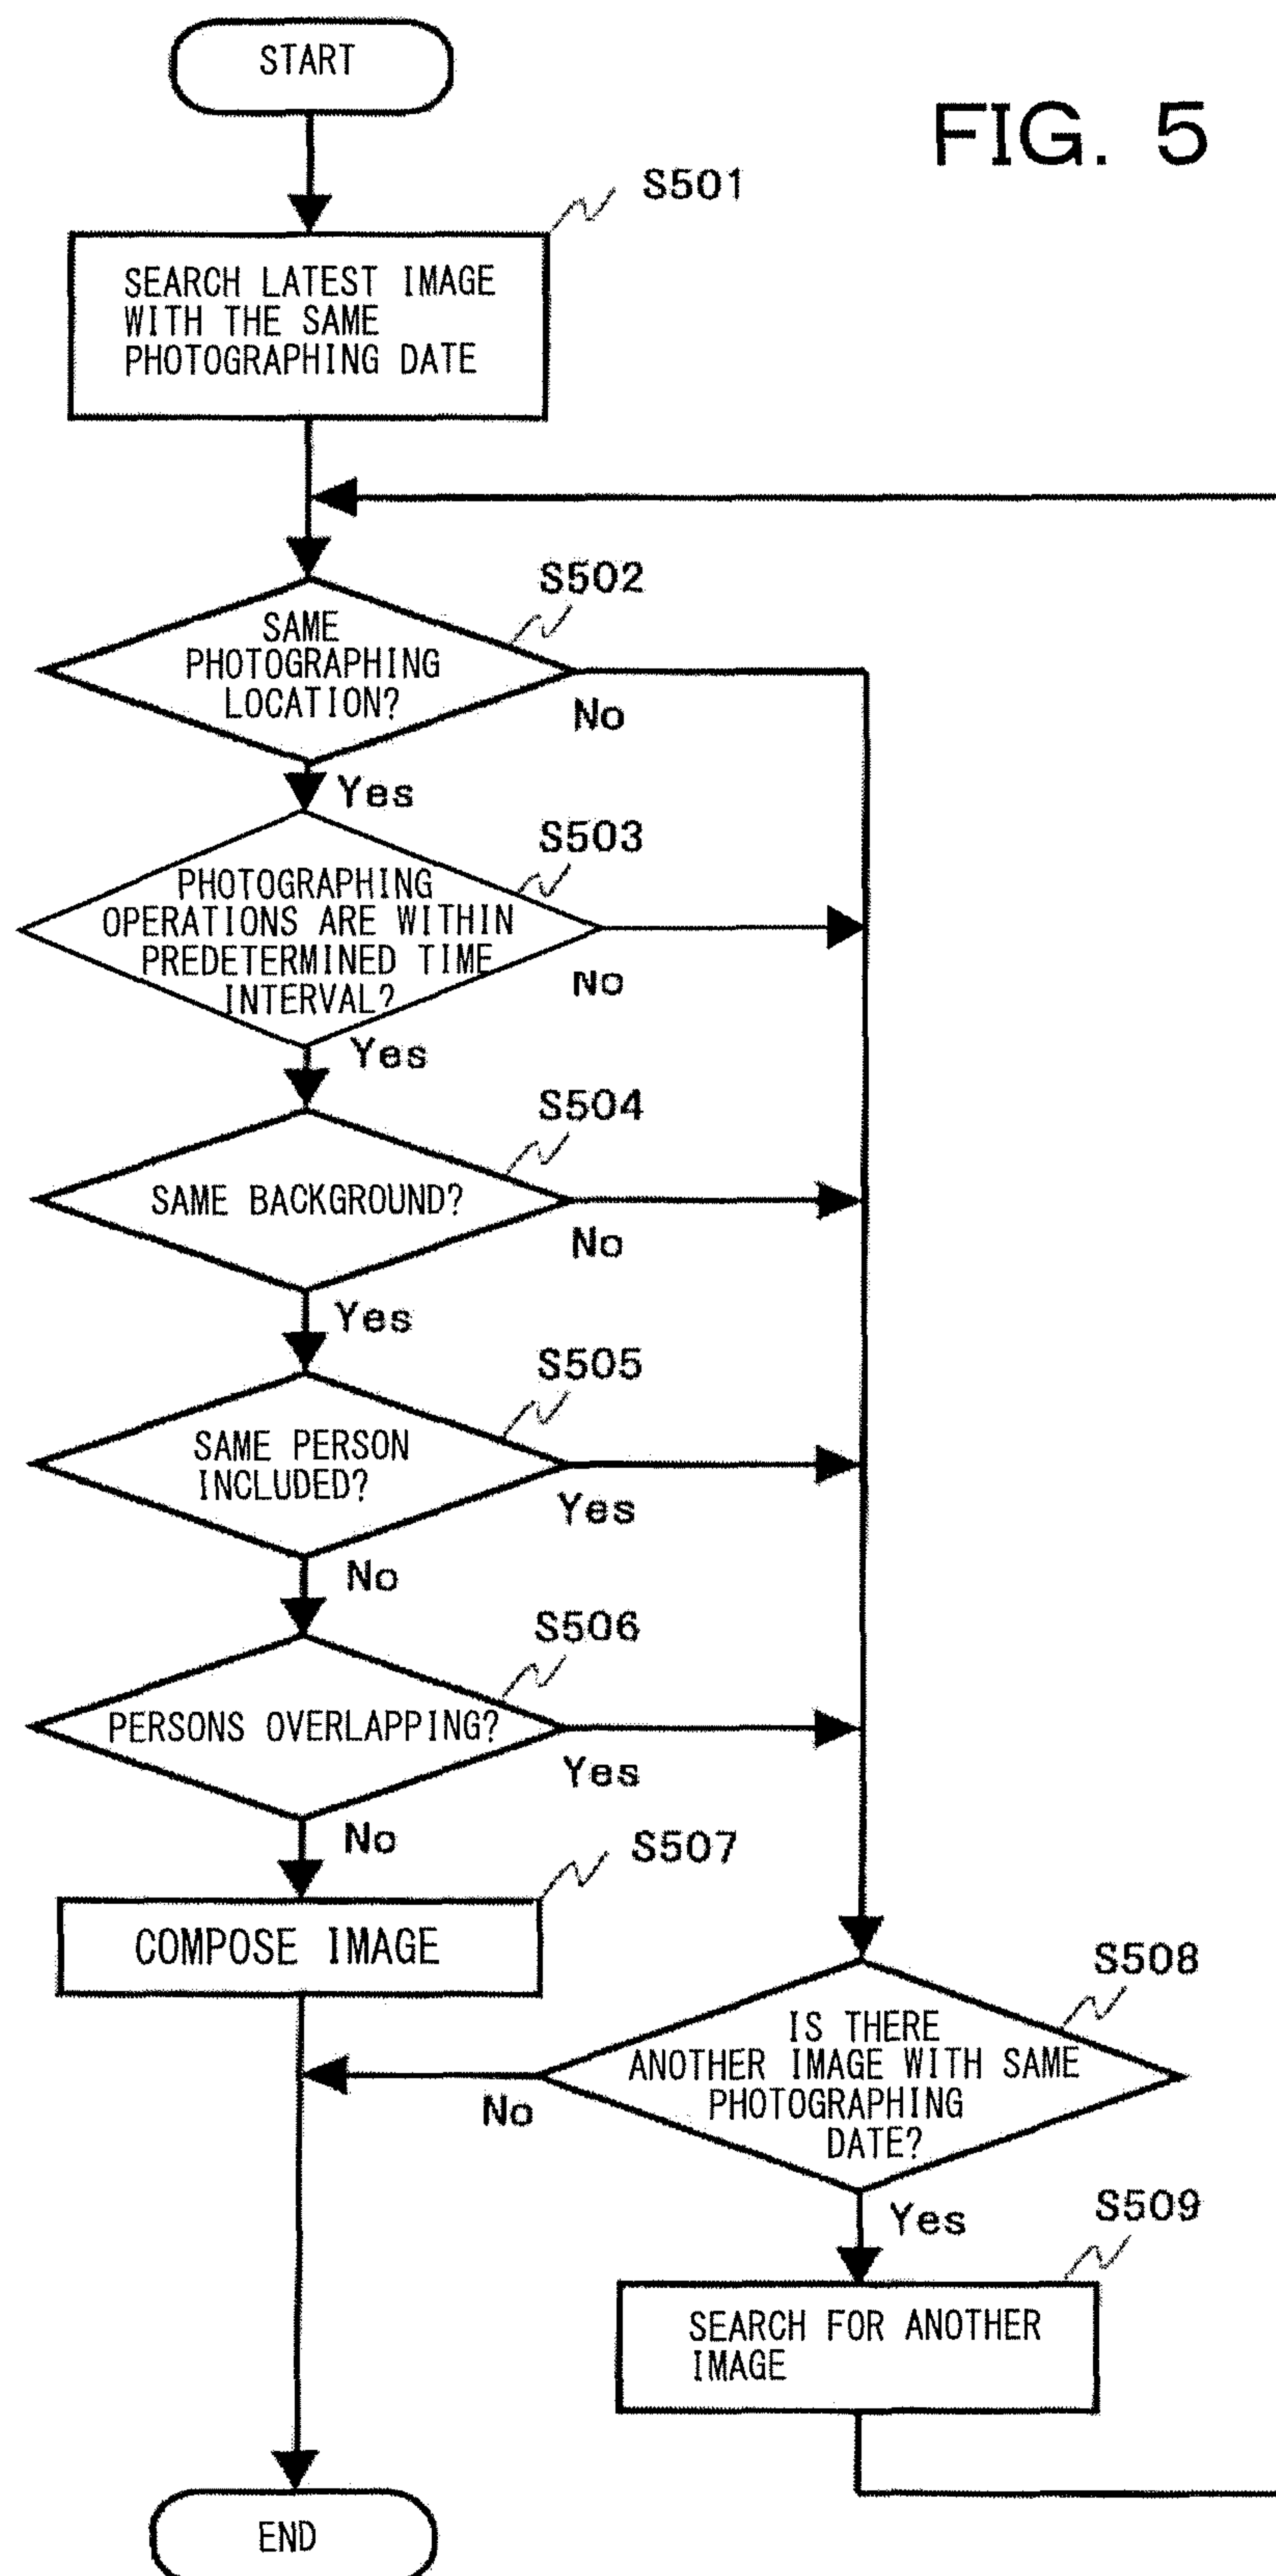 START
FIG. 5
S501
SEARCH LATEST IMAGE
WITH THE SAME
PHOTOGRAPHING DATE
S502
SAME
PHOTOGRAPHING
LOCATION?
No
Yes
S503
PHOTOGRAPHING
OPERATIONS ARE WITHIN
PREDETERMINED TIME
INTERVAL?
No
Yes
S504
SAME BACKGROUND?
No
Yes
S505
SAME PERSON
INCLUDED?
Yes
No
S506
PERSONS OVERLAPPING?
Yes
No
S507
COMPOSE IMAGE
S508
IS THERE
ANOTHER IMAGE WITH SAME
PHOTOGRAPHING
DATE?
No
Yes
S509
SEARCH FOR ANOTHER
IMAGE
END